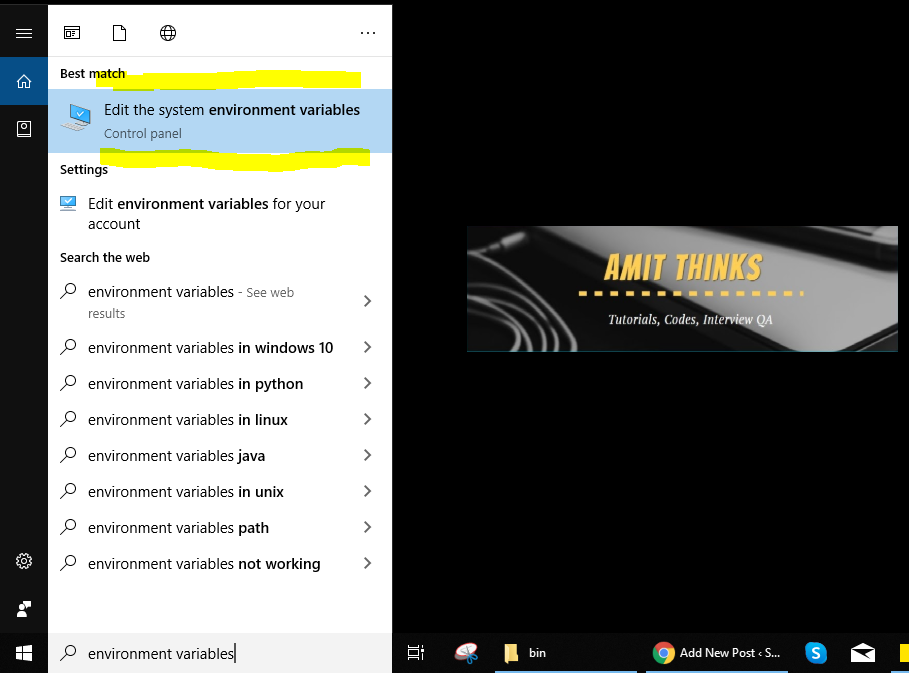 Best match
Edit the system environment variables
Control panel
Settings
Edit environment variables for your
account
Search the web
environment variables - See web
results
environment variables in windows 10
environment variables in python
environment variables in linux
environment variables java
environment variables in unix
environment variables path
environment variables not working
environment variables
AMIT THINKS
Tutorials, Codes, Interview QA
bin
Add New Post ‹ S...